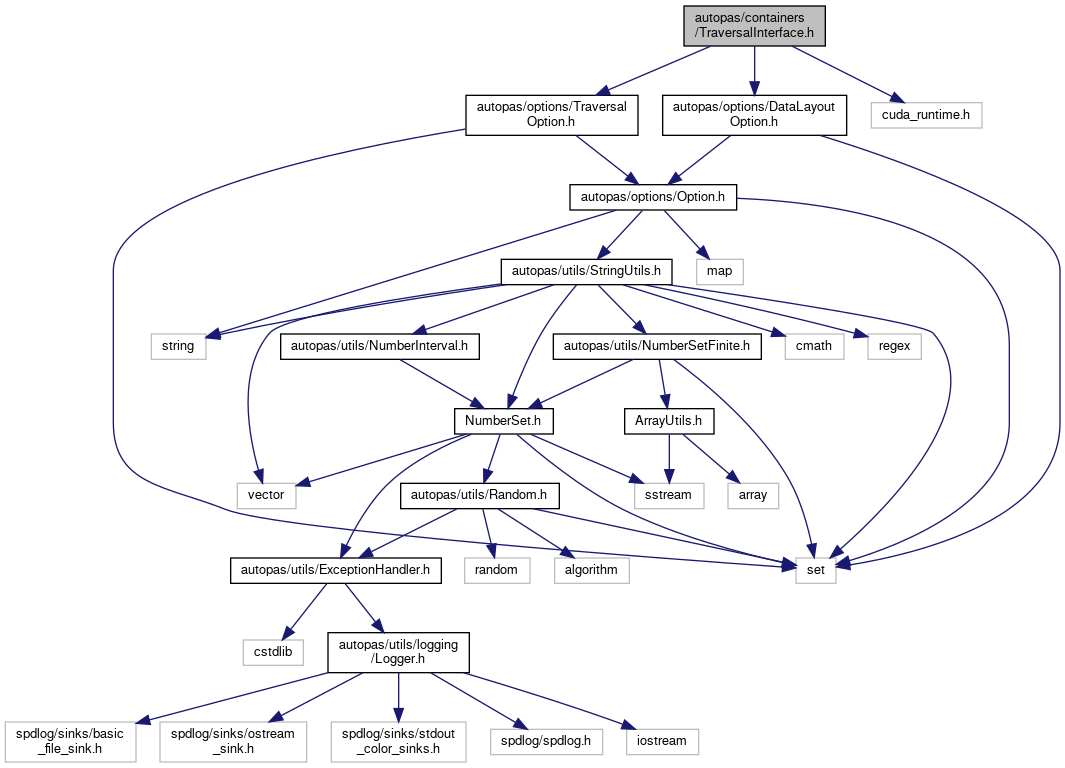 autopas/containers
/TraversalInterface.h
autopas/options/Traversal
Option.h
autopas/options/DataLayout
Option.h
cuda_runtime.h
autopas/options/Option.h
autopas/utils/StringUtils.h
map
string
autopas/utils/NumberInterval.h
autopas/utils/NumberSetFinite.h
cmath
regex
NumberSet.h
ArrayUtils.h
vector
autopas/utils/Random.h
sstream
array
autopas/utils/ExceptionHandler.h
random
algorithm
set
cstdlib
autopas/utils/logging
/Logger.h
spdlog/sinks/basic
_file_sink.h
spdlog/sinks/ostream
_sink.h
spdlog/sinks/stdout
_color_sinks.h
spdlog/spdlog.h
iostream